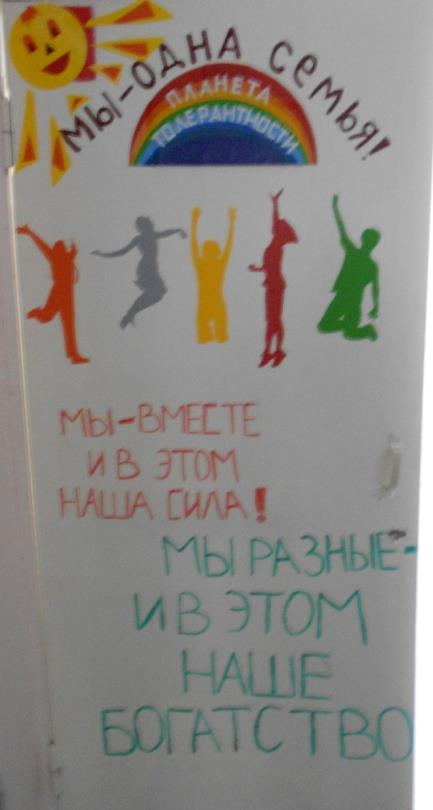 МЫ-ОДНА СЕМЬЯ!
ПЛАНЕТА
ТОЛЕРАНТНОСТИ
МЫ-ВМЕСТЕ
И В ЭТОМ
НАША СИЛА!
МЫ РАЗНЫЕ-
И В ЭТОМ
НАШЕ
БОГАТСТВО